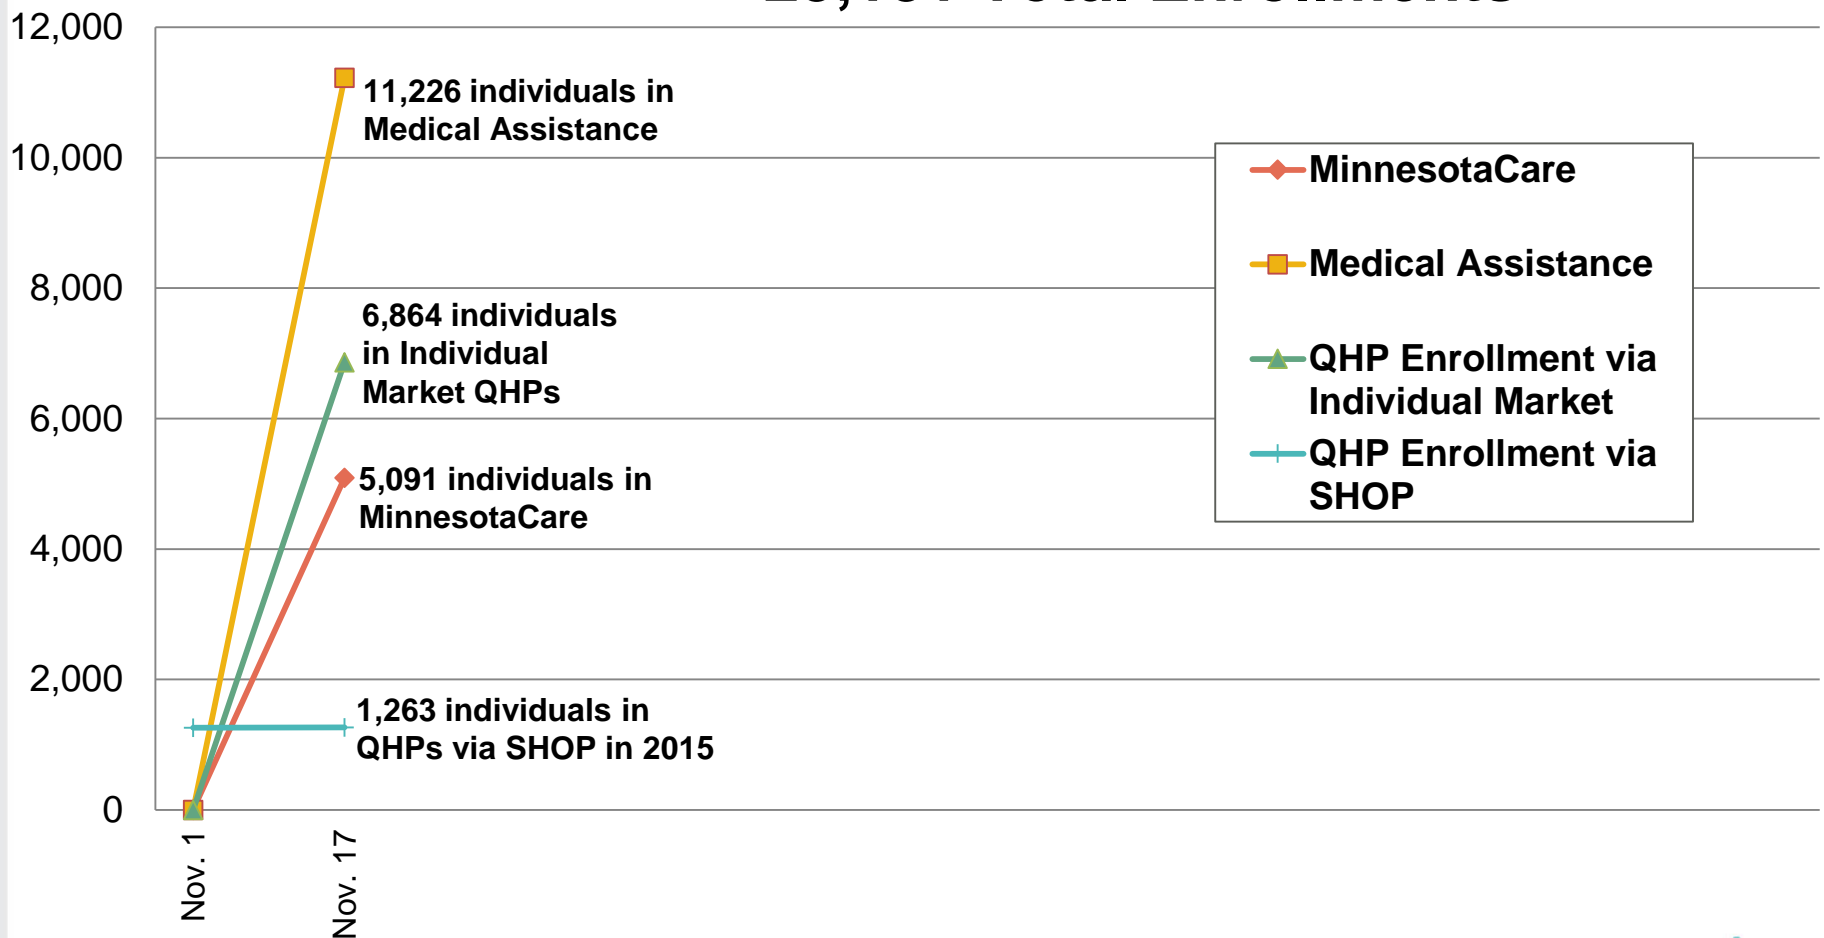 Total Enrollments
12,000
10,000
8,000
6,000
4,000
2,000
0
11,226 individuals in
Medical Assistance
6,864 individuals
in Individual
Market QHPs
5,091 individuals in
MinnesotaCare
1,263 individuals in
QHPs via SHOP in 2015
MinnesotaCare
Medical Assistance
QHP Enrollment via
Individual Market
QHP Enrollment via
SHOP
Nov. 1
Nov. 17